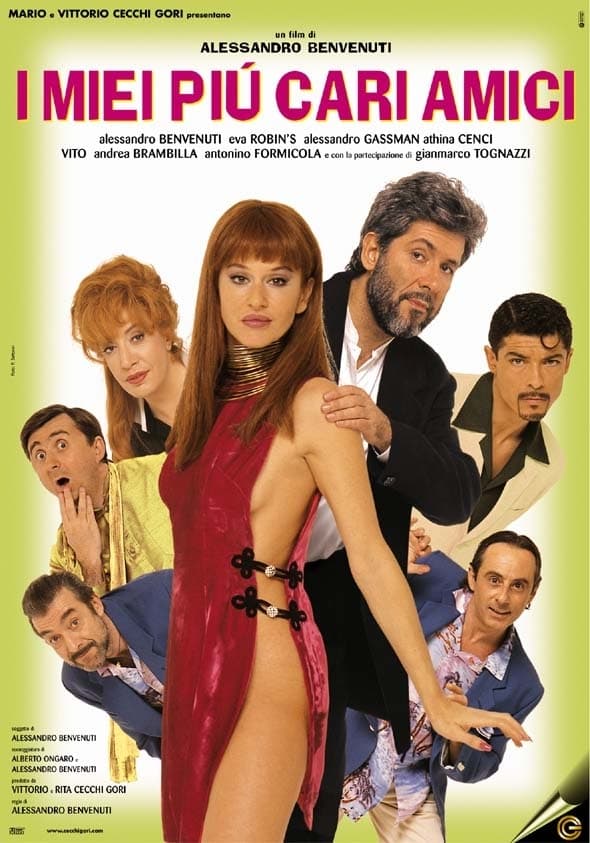 MARIO e VITTORIO CECCHI GORI presentano
un film di
ALESSANDRO BENVENUTI
I MIEI PIÚ CARI AMICI
alessandro BENVENUTI eva ROBIN'S alessandro GASSMAN athina CENCI
VITO andrea BRAMBILLA antonino FORMICOLA e con la partecipazione di gianmarco TOGNAZZI
soggetto di
ALESSANDRO BENVENUTI
sceneggiatura di
ALBERTO ONGARO e
ALESSANDRO BENVENUTI
prodotto da
VITTORIO e RITA CECCHI GORI
regia di
ALESSANDRO BENVENUTI
www.cecchigori.com